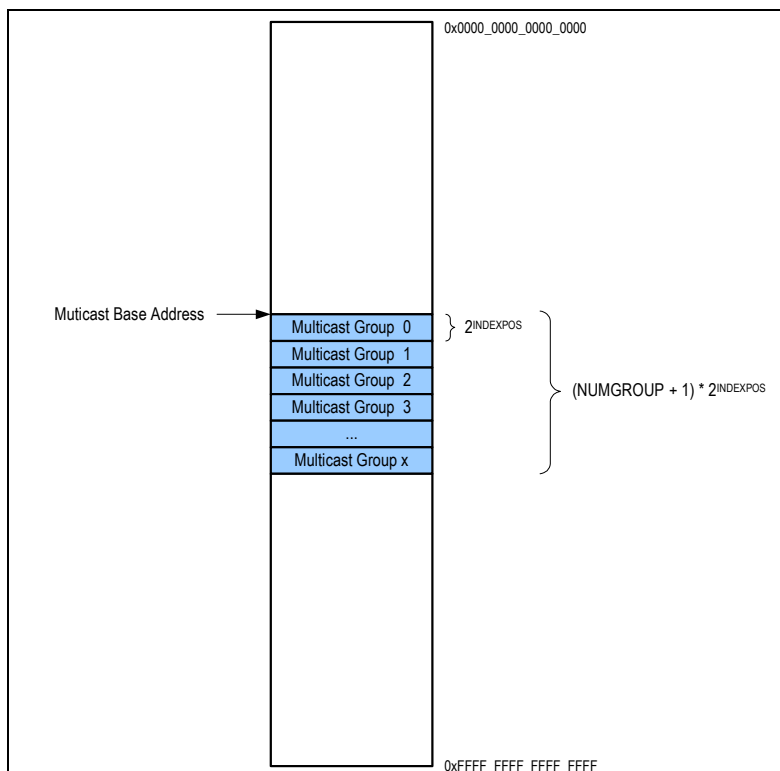 0x0000_0000_0000_0000
Muticast Base Address
Multicast Group 0
2INDEXPOS
Multicast Group 1
Multicast Group 2
Multicast Group 3
(NUMGROUP + 1) * 2INDEXPOS
...
Multicast Group x
0xFFFF_FFFF_FFFF_FFFF